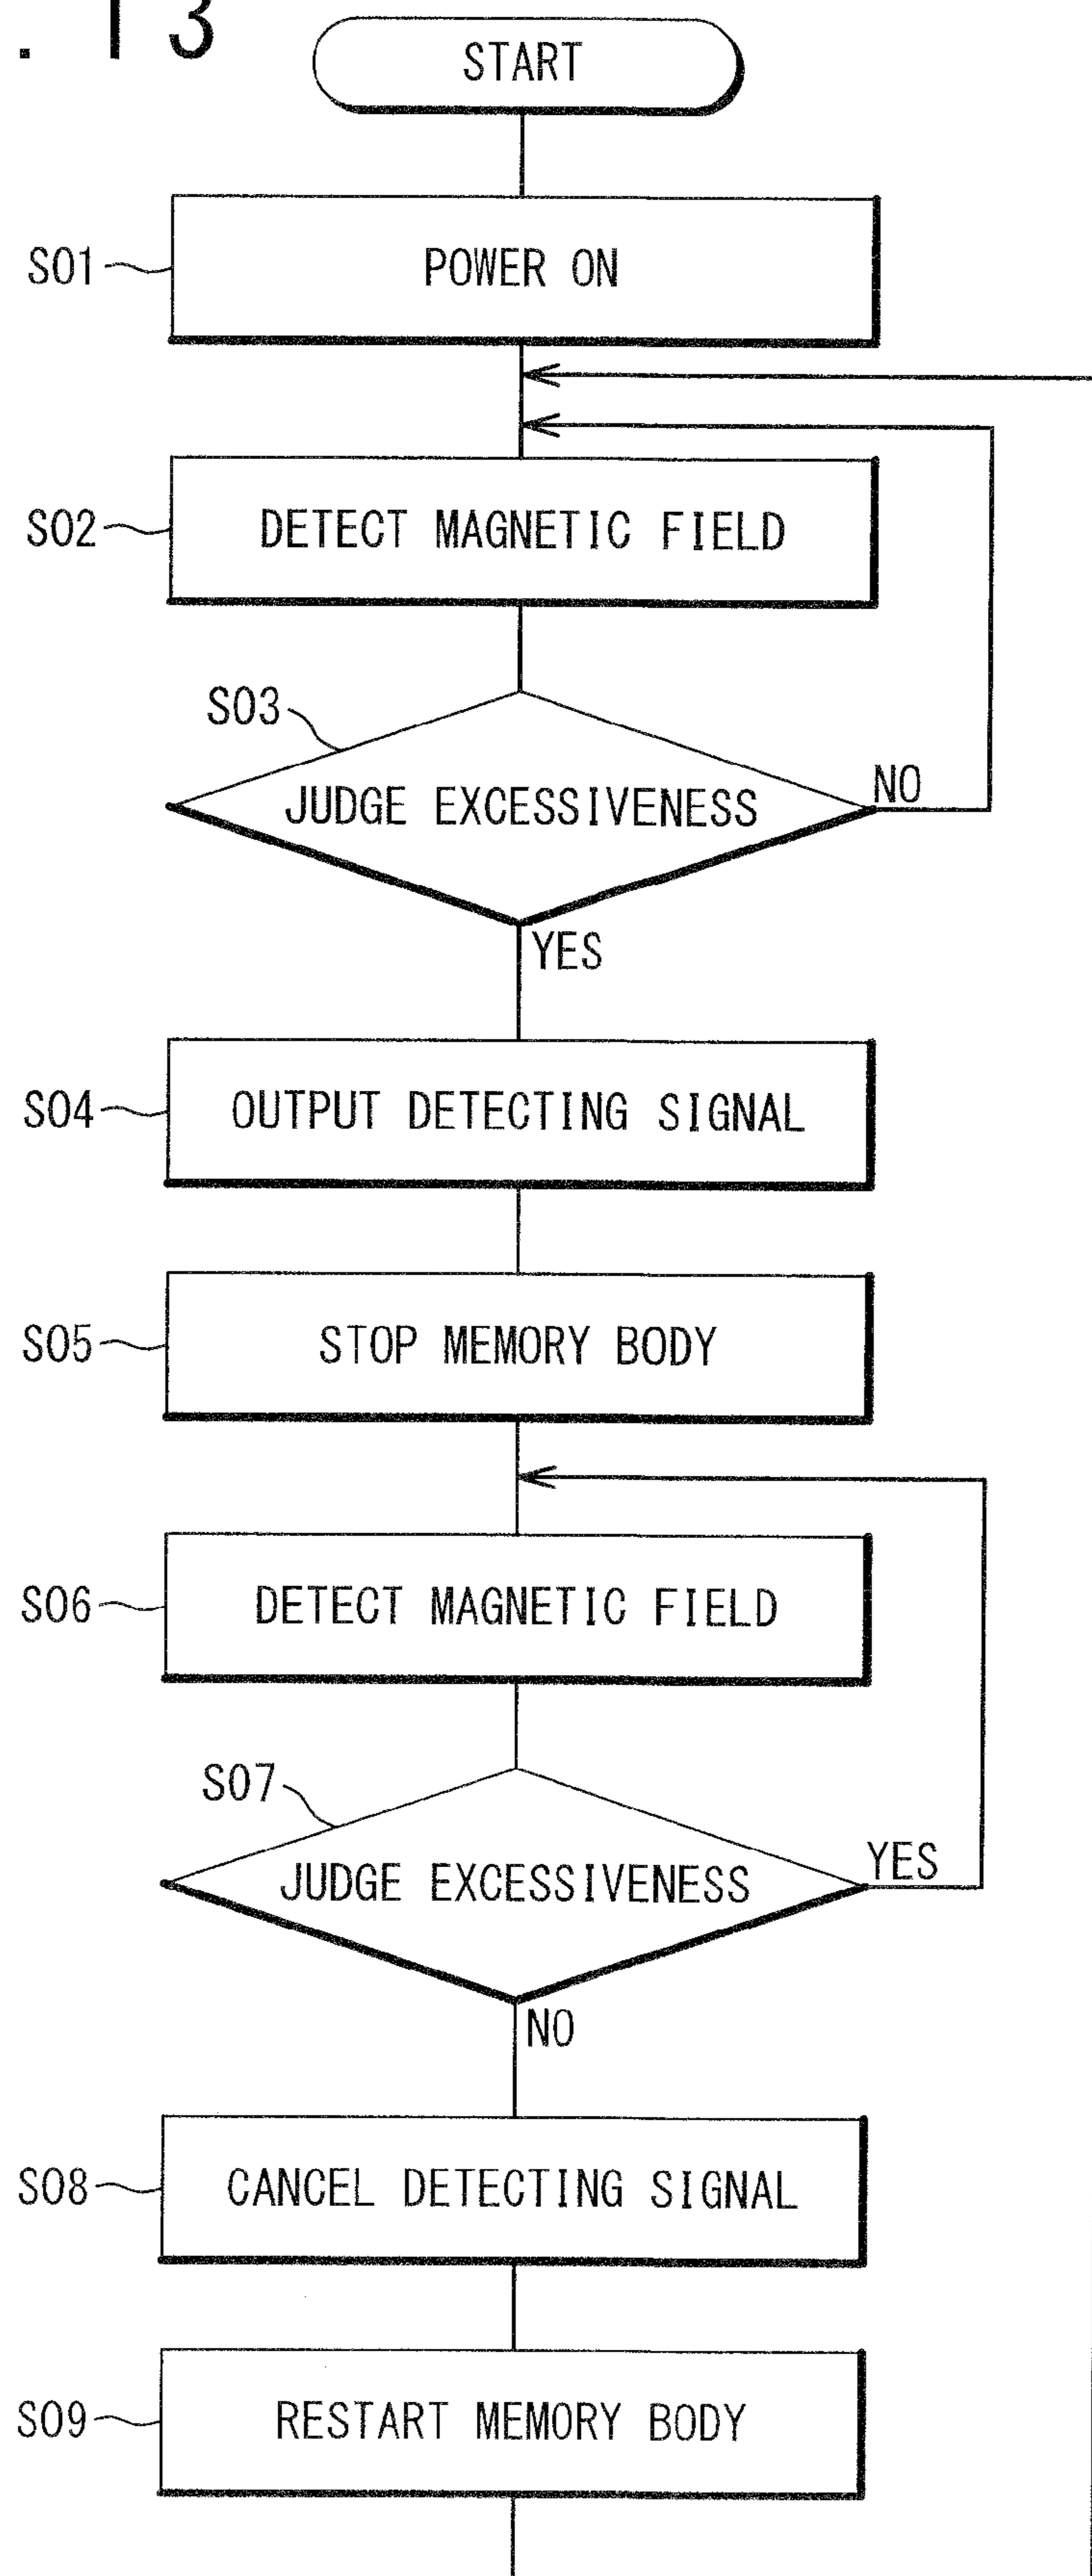 . 13
START
S01
POWER ON
S02
DETECT MAGNETIC FIELD
S03
JUDGE EXCESSIVENESS
NO
YES
S04
OUTPUT DETECTING SIGNAL
S05
STOP MEMORY BODY
S06
DETECT MAGNETIC FIELD
S07
JUDGE EXCESSIVENESS
YES
NO
S08
CANCEL DETECTING SIGNAL
S09
RESTART MEMORY BODY